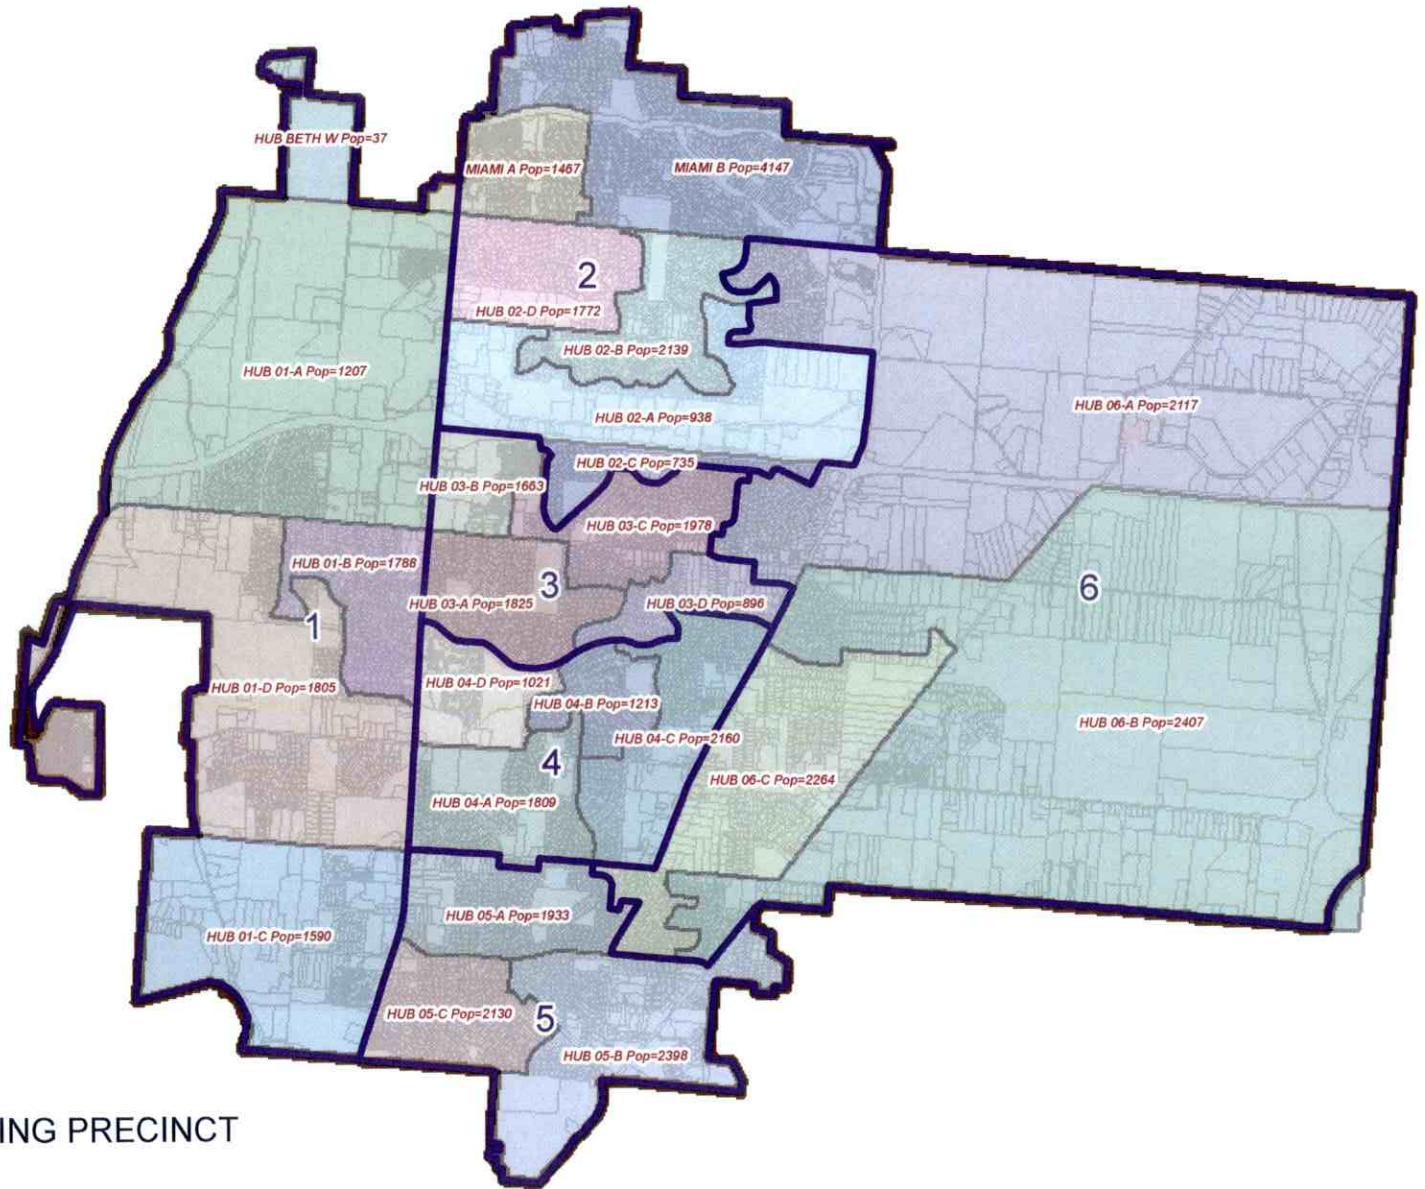 HUB BETH W Pop=37
MIAMI A Pop=1467
MIAMI B Pop=4147
2
HUB 02-D Pop=1772
HUB 02-B Pop=2139
HUB 01-A Pop=1207
HUB 06-A Pop=2117
HUB 02-A Pop=938
HUB 02-C Pop=735
HUB 03-B Pop=1663
HUB 03-C Pop=1978
HUB 01-B Pop=1788
3
6
HUB 03-A Pop=1825
HUB 03-D Pop=896
1
HUB 04-D Pop=1021
HUB 01-D Pop=1805
HUB 04-B Pop=1213
HUB 06-B Pop=2407
HUB 04-C Pop=2160
4
HUB 06-C Pop=2264
HUB 04-A Pop=1809
HUB 05-A Pop=1933
HUB 01-C Pop=1590
HUB 05-C Pop=2130
5
HUB 05-B Pop=2398
ING PRECINCT